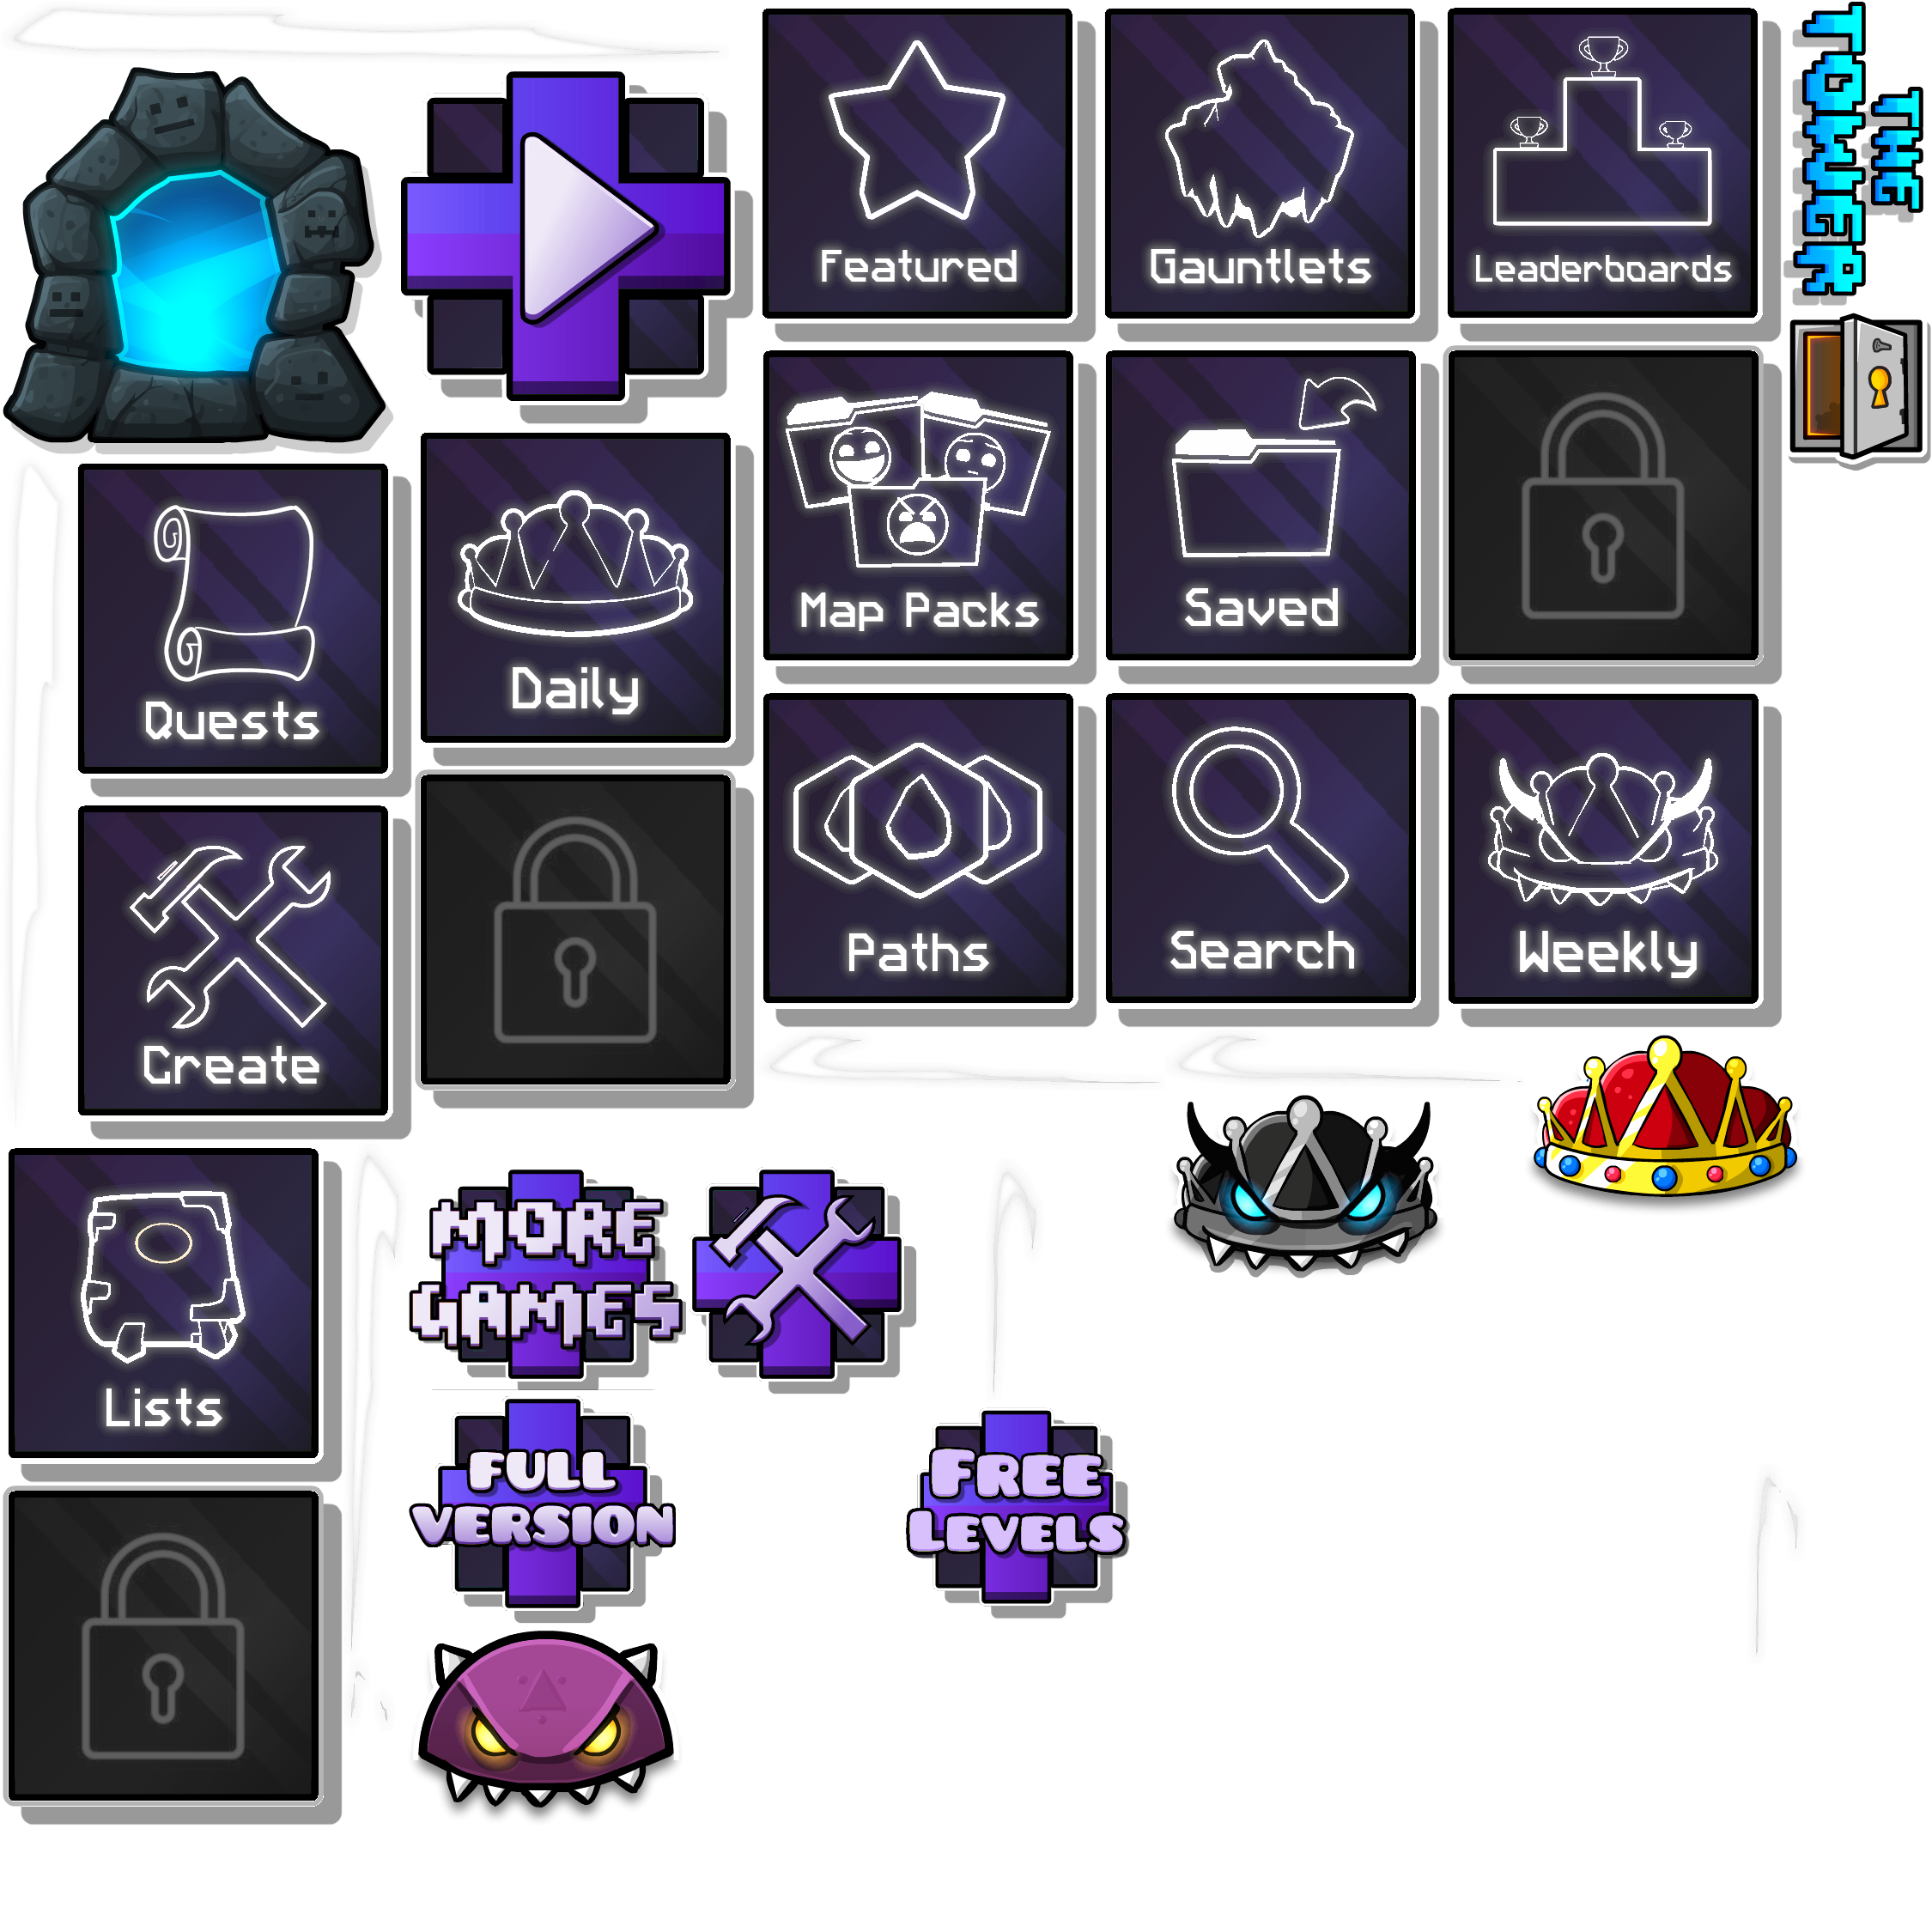 Featured
Gauntlets
Leaderboards
THE
TOWER
Quests
Daily
Map Packs
Saved
Create
Paths
Search
Weekly
Lists
MORE
GAMES
FULL
VERSION
FREE
LEVELS